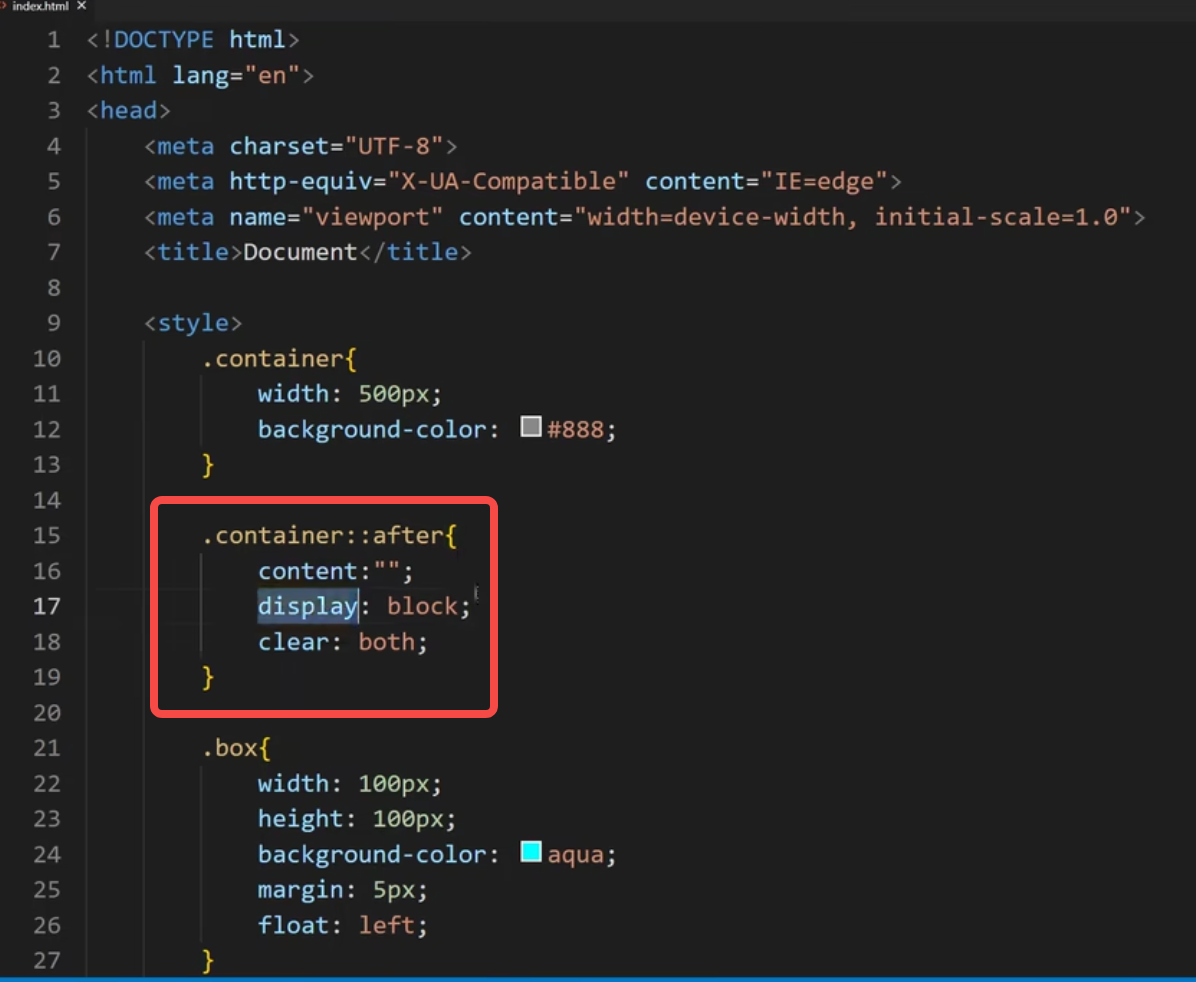 index.html ✕
1 <!DOCTYPE html>
2 <html lang="en">
3 <head>
4 <meta charset="UTF-8">
5 <meta http-equiv="X-UA-Compatible" content="IE=edge">
6 <meta name="viewport" content="width=device-width, initial-scale=1.0">
7 <title>Document</title>
8
9 <style>
10 .container{
11 width: 500px;
12 background-color: #888;
13 }
14
15 .container::after{
16 content:"";
17 display: block;
18 clear: both;
19 }
20
21 .box{
22 width: 100px;
23 height: 100px;
24 background-color: aqua;
25 margin: 5px;
26 float: left;
27 }